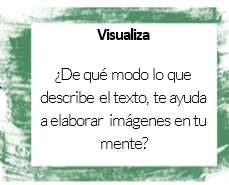 Visualiza
¿De qué modo lo que
describe el texto, te ayuda
a elaborar imágenes en tu
mente?